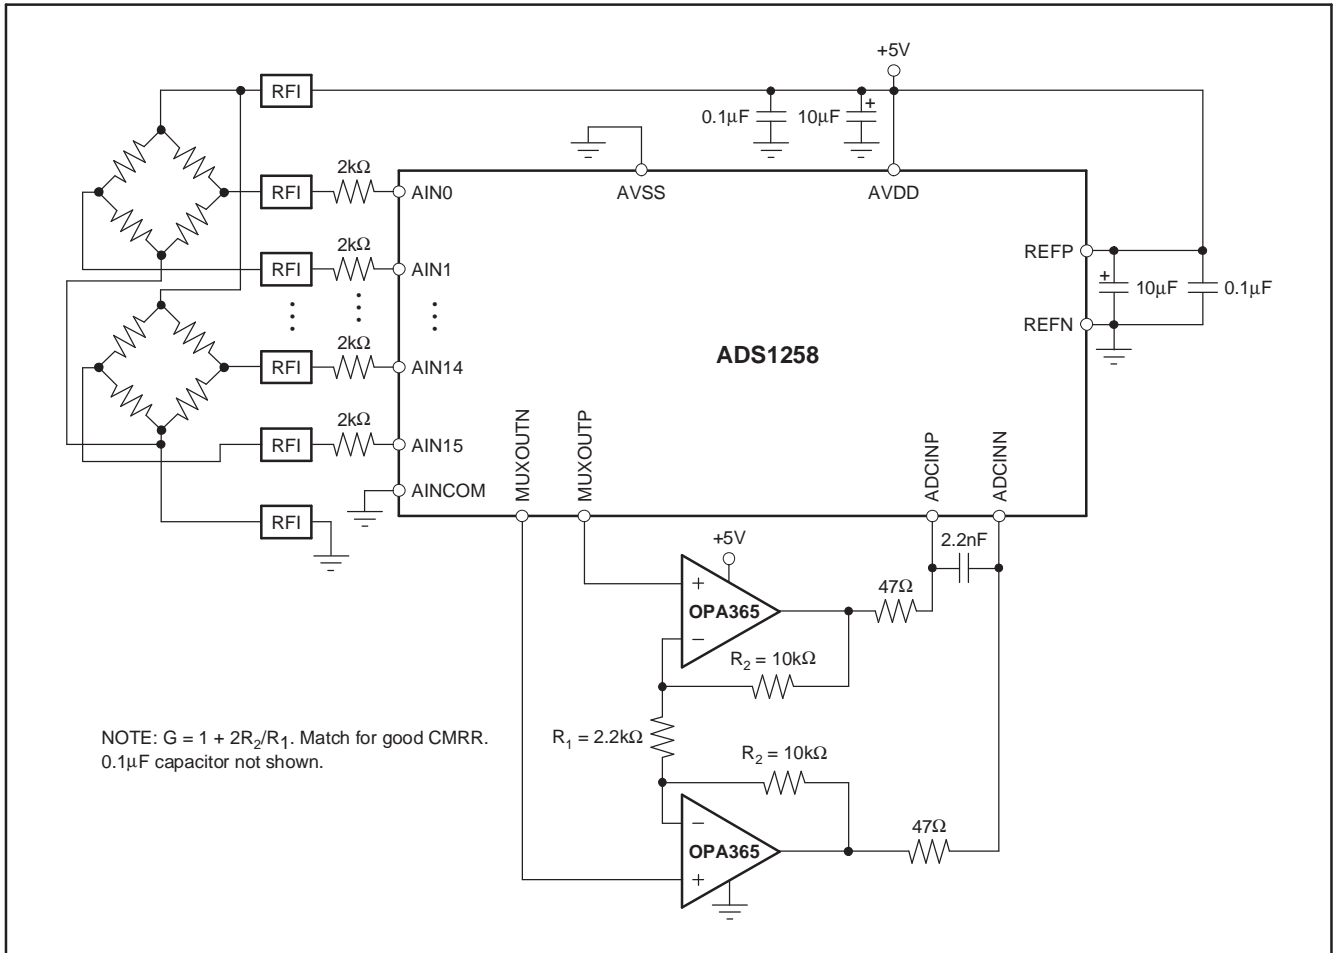 +5V
RFI
0.1μF
10μF
+
2kΩ
RFI
AIN0
AVSS
AVDD
2kΩ
RFI
AIN1
REFP
+
10μF
0.1μF
REFN
ADS1258
2kΩ
RFI
AIN14
2kΩ
RFI
AIN15
AINCOM
RFI
MUXOUTN
MUXOUTP
ADCINP
ADCINN
+5V
2.2nF
+
OPA365
−
47Ω
R2 = 10kΩ
R1 = 2.2kΩ
R2 = 10kΩ
NOTE: G = 1 + 2R2/R1. Match for good CMRR.
0.1μF capacitor not shown.
−
OPA365
+
47Ω